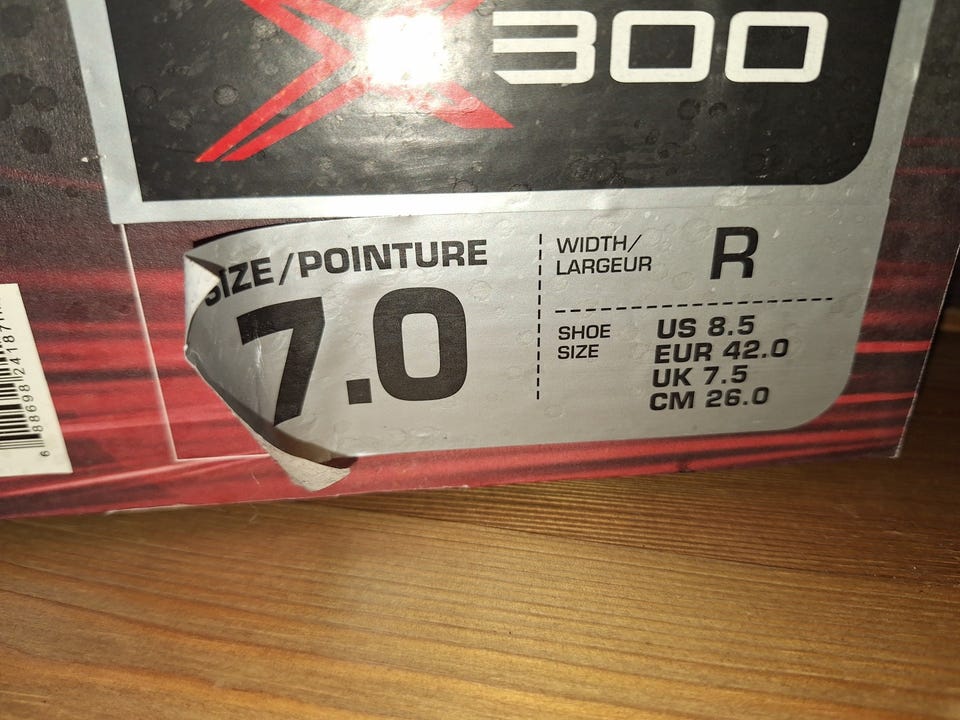 X300
SIZE/POINTURE
7.0
WIDTH/
LARGEUR
R
SHOE
SIZE
US 8.5
EUR 42.0
UK 7.5
CM 26.0